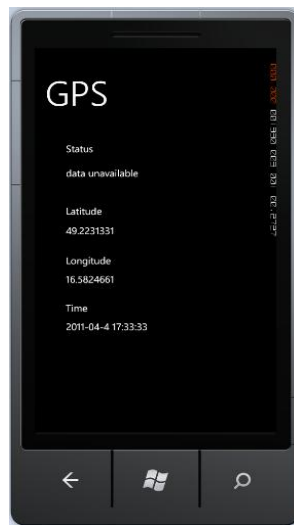 GPS
Status
data unavailable
Latitude
49.2231331
Longitude
16.5824661
Time
2011-04-4 17:33:33